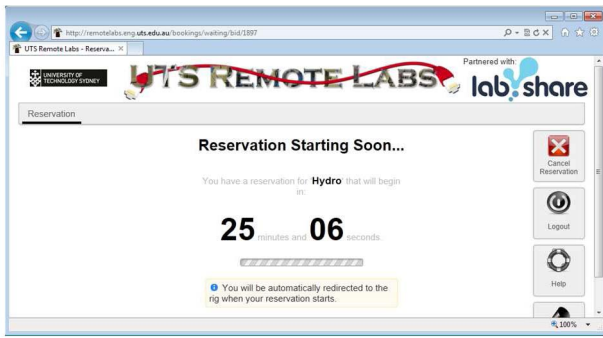 http://remotelabs.eng.uts.edu.au/bookings/waiting/bid/1897
UTS Remote Labs - Reserva...
UNIVERSITY OF
TECHNOLOGY SYDNEY
UTS REMOTE LABS
Partnered with:
labshare
Reservation
Reservation Starting Soon...
You have a reservation for 'Hydro' that will begin
in:
25 minutes and 06 seconds.
You will be automatically redirected to the
rig when your reservation starts.
Cancel
Reservation
Logout
Help
100%